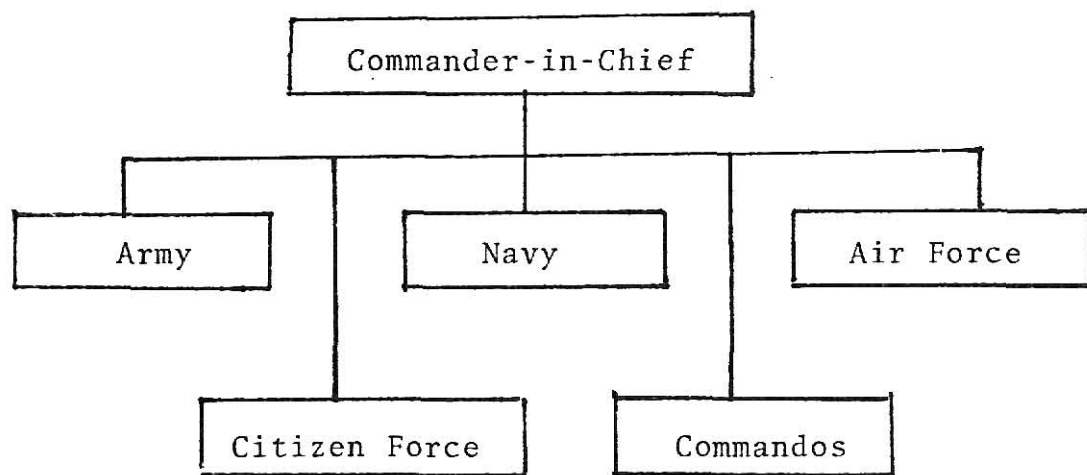 Commander-in-Chief
Army
Navy
Air Force
Citizen Force
Commandos